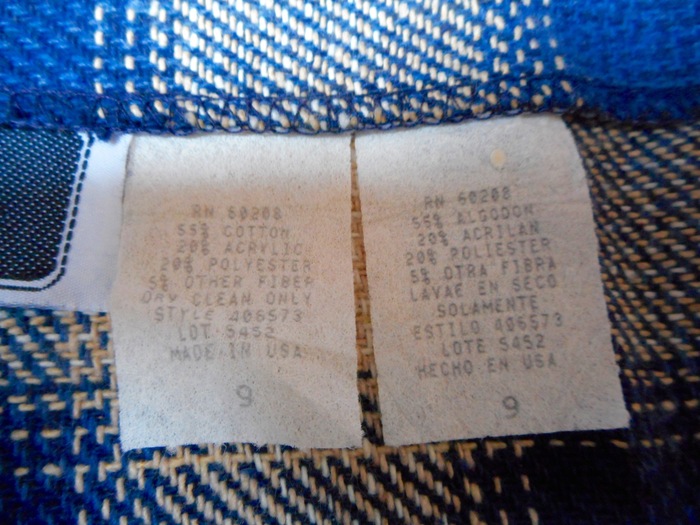 RN 60208
55% COTTON
20% ACRYLIC
20% POLYESTER
5% OTHER FIBER
DRY CLEAN ONLY
STYLE 406573
LOT 5452
MADE IN USA
9
RN 60208
55% ALGODON
20% ACRILAN
20% POLIESTER
5% OTRA FIBRA
LAVAE EN SECO
SOLAMENTE
ESTILO 406573
LOTE 5452
HECHO EN USA
9